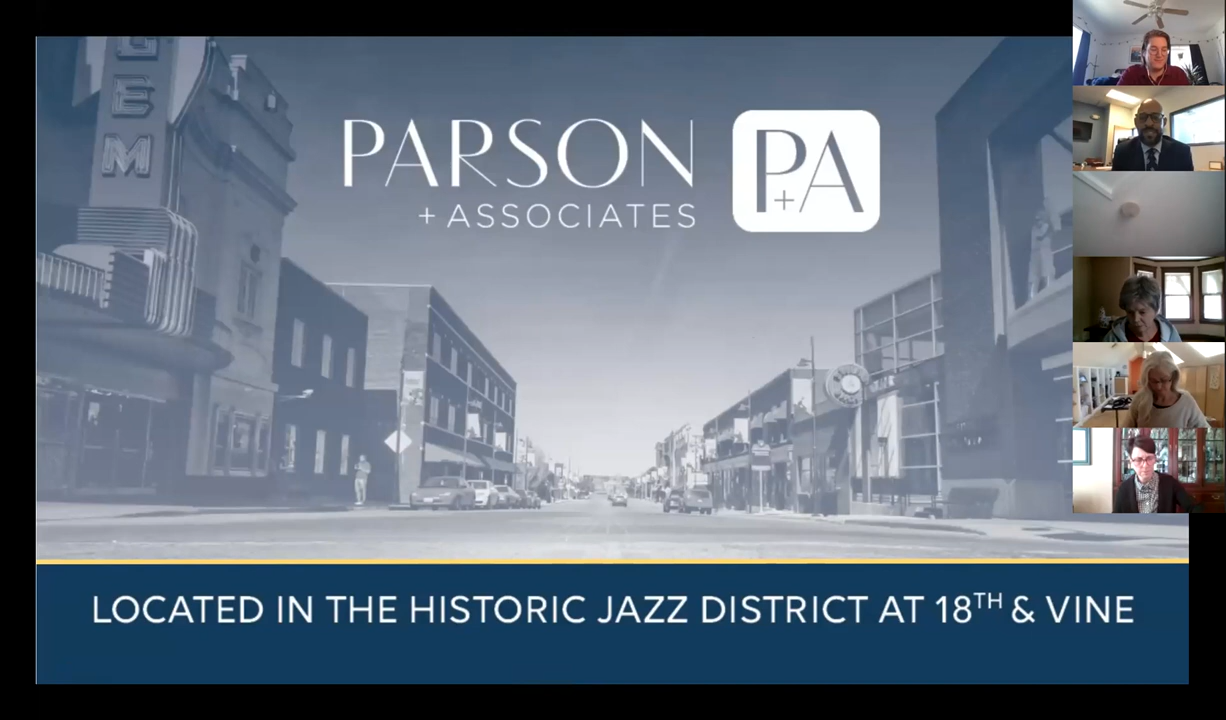 GEM
PARSON
+ ASSOCIATES
P+A
LOCATED IN THE HISTORIC JAZZ DISTRICT AT 18TH & VINE